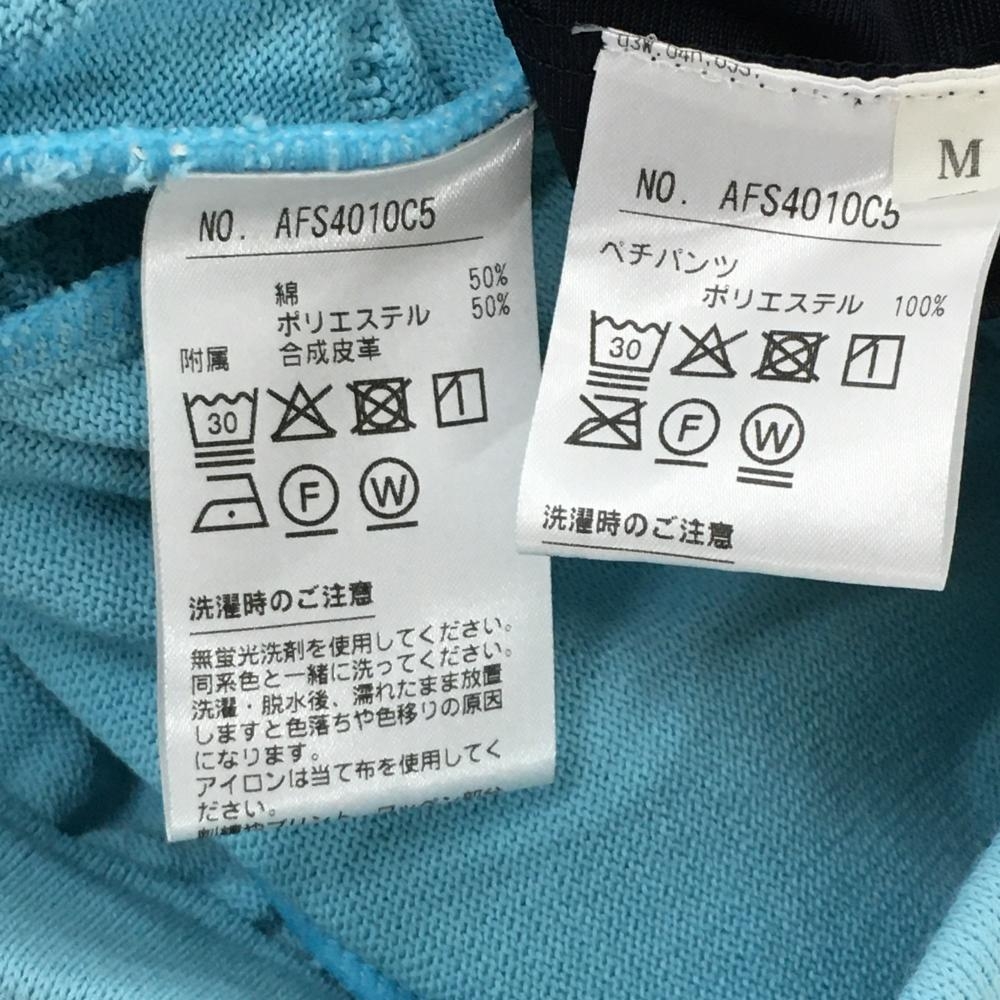 NO. AFS4010C5
綿 50%
ポリエステル 50%
附属 合成皮革
30
F W
洗濯時のご注意
無蛍光洗剤を使用してください。
同系色と一緒に洗ってください。
洗濯・脱水後、濡れたまま放置
しますと色落ちや色移りの原因
になります。
アイロンは当て布を使用してく
ださい。
M
NO. AFS4010C5
ペチパンツ
ポリエステル 100%
30
F W
洗濯時のご注意